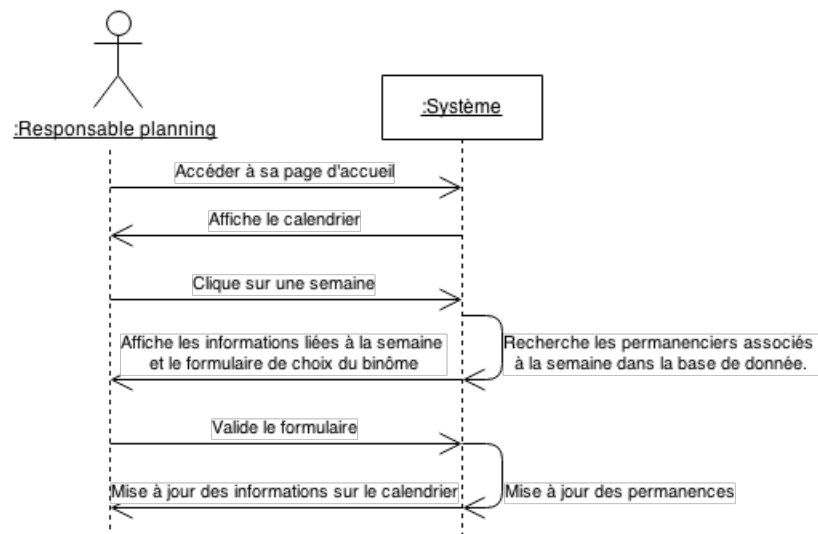 :Responsable planning
:Système
Accéder à sa page d'accueil
Affiche le calendrier
Clique sur une semaine
Affiche les informations liées à la semaine
et le formulaire de choix du binôme
Recherche les permanenciers associés
à la semaine dans la base de donnée.
Valide le formulaire
Mise à jour des informations sur le calendrier
Mise à jour des permanences